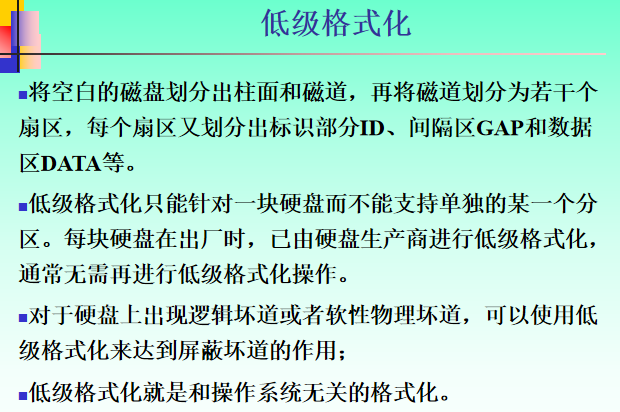 低级格式化
将空白的磁盘划分出柱面和磁道，再将磁道划分为若干个
扇区，每个扇区又划分出标识部分ID、间隔区GAP和数据
区DATA等。
低级格式化只能针对一块硬盘而不能支持单独的某一个分
区。每块硬盘在出厂时，已由硬盘生产商进行低级格式化，
通常无需再进行低级格式化操作。
对于硬盘上出现逻辑坏道或者软性物理坏道，可以使用低
级格式化来达到屏蔽坏道的作用；
低级格式化就是和操作系统无关的格式化。